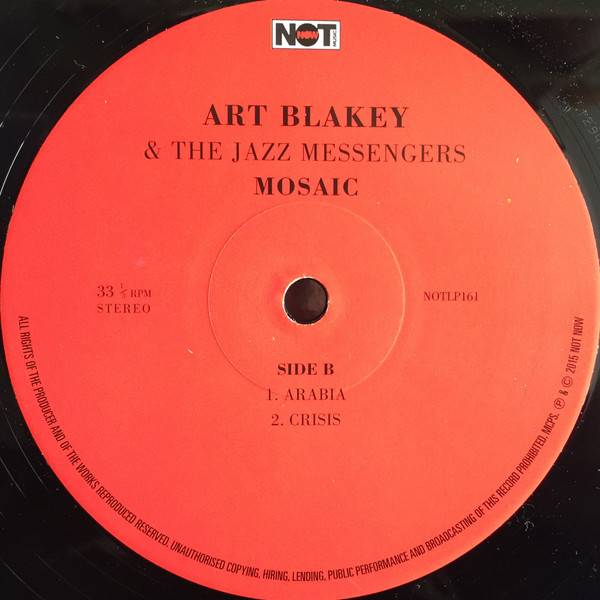 NOT
NOW
MUSIC
ART BLAKEY
& THE JAZZ MESSENGERS
MOSAIC
33 ⅓ RPM
STEREO
NOTLP161
SIDE B
1. ARABIA
2. CRISIS
ALL RIGHTS OF THE PRODUCER AND OF THE WORKS REPRODUCED RESERVED. UNAUTHORISED COPYING, HIRING, LENDING, PUBLIC PERFORMANCE AND BROADCASTING OF THIS RECORD PROHIBITED. MCPS. ℗ & © 2015 NOT NOW